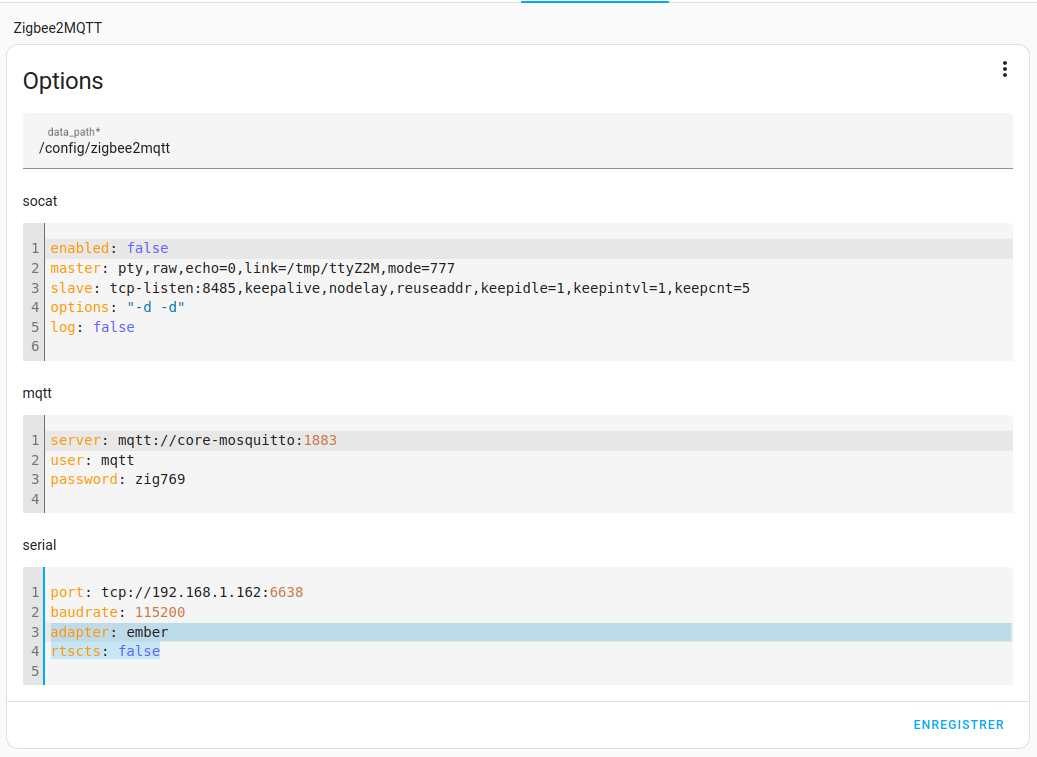 Zigbee2MQTT
Options
data_path*
/config/zigbee2mqtt
socat
1 enabled: false
2 master: pty,raw,echo=0,link=/tmp/ttyZ2M,mode=777
3 slave: tcp-listen:8485,keepalive,nodelay,reuseaddr,keepidle=1,keepintvl=1,keepcnt=5
4 options: "-d -d"
5 log: false
6
mqtt
1 server: mqtt://core-mosquitto:1883
2 user: mqtt
3 password: zig769
4
serial
1 port: tcp://192.168.1.162:6638
2 baudrate: 115200
3 adapter: ember
4 rtscts: false
5
ENREGISTRER